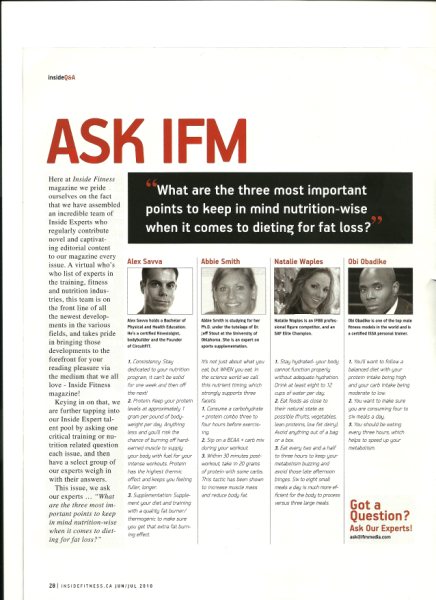 insideQ&A
ASK IFM
Here at Inside Fitness
magazine we pride
ourselves on the fact
that we have assembled
an incredible team of
Inside Experts who
regularly contribute
novel and captivat-
ing editorial content
to our magazine every
issue. A virtual who's
who list of experts in
the training, fitness
and nutrition indus-
tries, this team is on
the front line of all
the newest develop-
ments in the various
fields, and takes pride
in bringing those
developments to the
forefront for your
reading pleasure via
the medium that we all
love - Inside Fitness
magazine!
Keying in on that, we
are further tapping into
our Inside Expert tal-
ent pool by asking one
critical training or nu-
trition related question
each issue, and then
have a select group of
our experts weigh in
with their answers.
This issue, we ask
our experts ... "What
are the three most im-
portant points to keep
in mind nutrition-wise
when it comes to diet-
ing for fat loss?"
"What are the three most important
points to keep in mind nutrition-wise
when it comes to dieting for fat loss?"
Alex Savva
Alex Savva holds a Bachelor of
Physical and Health Education.
He's a certified Kinesiologist,
bodybuilder and the Founder
of CircuitFIT.
1. Consistency. Stay
dedicated to your nutrition
program, it can't be solid
for one week and then off
the next!
2. Protein. Keep your protein
levels at approximately 1
gram per pound of body-
weight per day. Anything
less and you'll risk the
chance of burning off hard-
earned muscle to supply
your body with fuel for your
intense workouts. Protein
has the highest thermic
effect and keeps you feeling
fuller, longer.
3. Supplementation. Supple-
ment your diet and training
with a quality fat burner/
thermogenic to make sure
you get that extra fat burn-
ing effect.
Abbie Smith
Abbie Smith is studying for her
Ph.D. under the tutelage of Dr.
Jeff Stout at the University of
Oklahoma. She is an expert on
sports supplementation.
It's not just about what you
eat, but WHEN you eat. In
the science world we call
this nutrient timing which
strongly supports three
facets:
1. Consume a carbohydrate
+ protein combo three to
four hours before exercis-
ing.
2. Sip on a BCAA + carb mix
during your workout.
3. Within 30 minutes post-
workout, take in 20 grams
of protein with some carbs.
This tactic has been shown
to increase muscle mass
and reduce body fat.
Natalie Waples
Natalie Waples is an IFBB profes-
sional figure competitor, and an
SAF Elite Champion.
1. Stay hydrated- your body
cannot function properly
without adequate hydration.
Drink at least eight to 12
cups of water per day.
2. Eat foods as close to
their natural state as
possible (fruits, vegetables,
lean proteins, low fat dairy).
Avoid anything out of a bag
or a box.
3. Eat every two and a half
to three hours to keep your
metabolism buzzing and
avoid those late afternoon
binges. Six to eight small
meals a day is much more ef-
ficient for the body to process
versus three large meals.
Obi Obadike
Obi Obadike is one of the top male
fitness models in the world and is
a certified ISSA personal trainer.
1. You'll want to follow a
balanced diet with your
protein intake being high
and your carb intake being
moderate to low.
2. You want to make sure
you are consuming four to
six meals a day.
3. You should be eating
every three hours, which
helps to speed up your
metabolism.
Got a
Question?
Ask Our Experts!
ask@ifmmedia.com
28 | INSIDEFITNESS.CA JUN/JUL 2010